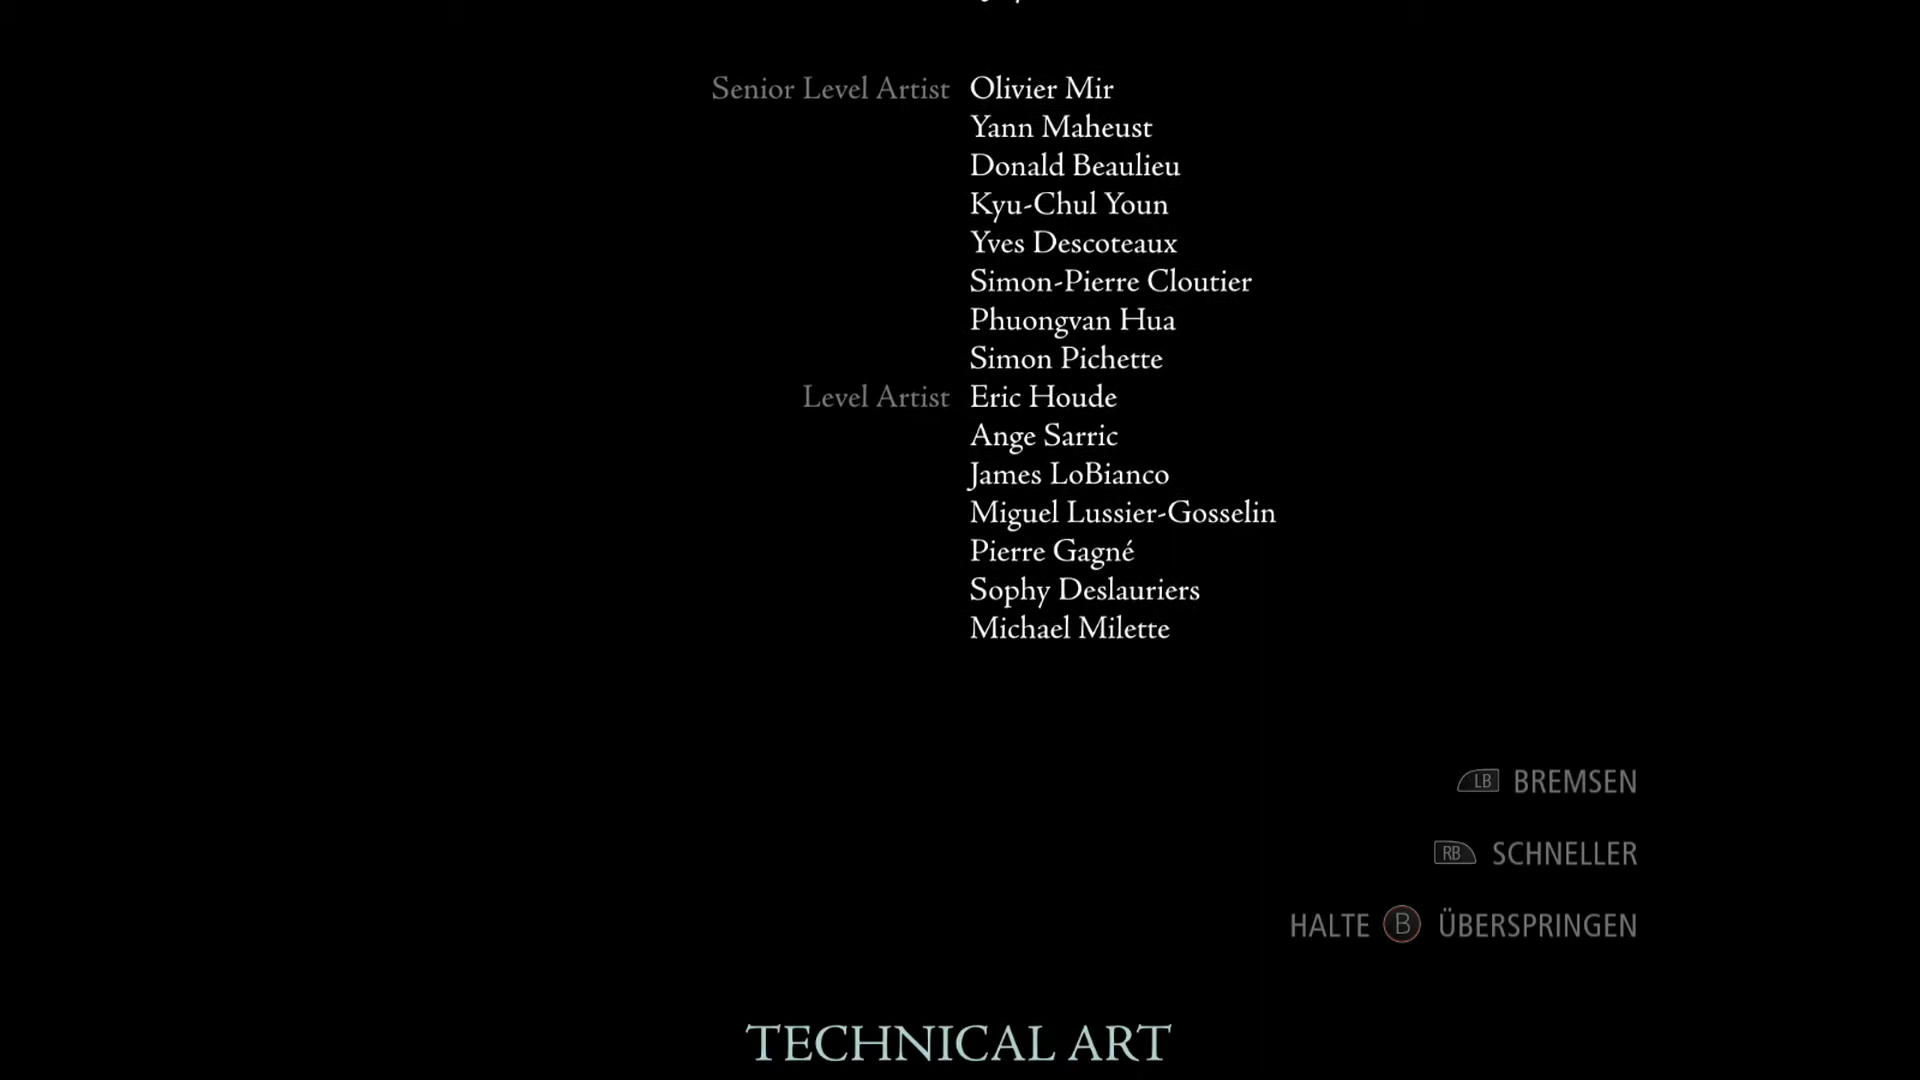 Senior Level Artist Olivier Mir
Yann Maheust
Donald Beaulieu
Kyu-Chul Youn
Yves Descoteaux
Simon-Pierre Cloutier
Phuongvan Hua
Simon Pichette
Level Artist Eric Houde
Ange Sarric
James LoBianco
Miguel Lussier-Gosselin
Pierre Gagné
Sophy Deslauriers
Michael Milette
LB BREMSEN
RB SCHNELLER
HALTE B ÜBERSPRINGEN
TECHNICAL ART